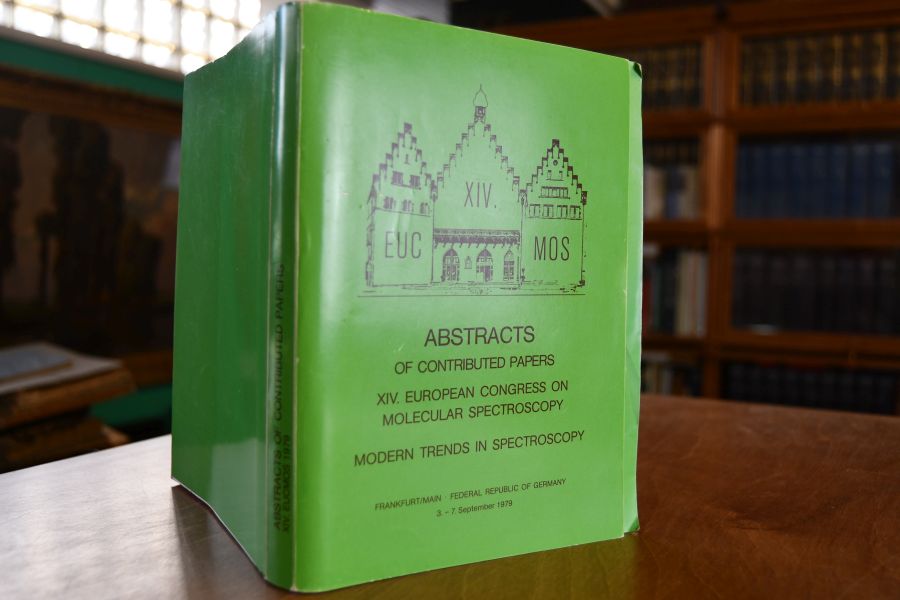 XIV.
EUC
MOS
ABSTRACTS
OF CONTRIBUTED PAPERS
XIV. EUROPEAN CONGRESS ON
MOLECULAR SPECTROSCOPY
MODERN TRENDS IN SPECTROSCOPY
FRANKFURT/MAIN · FEDERAL REPUBLIC OF GERMANY
3. – 7. September 1979
ABSTRACTS OF CONTRIBUTED PAPERS
XIV. EUCMOS 1979